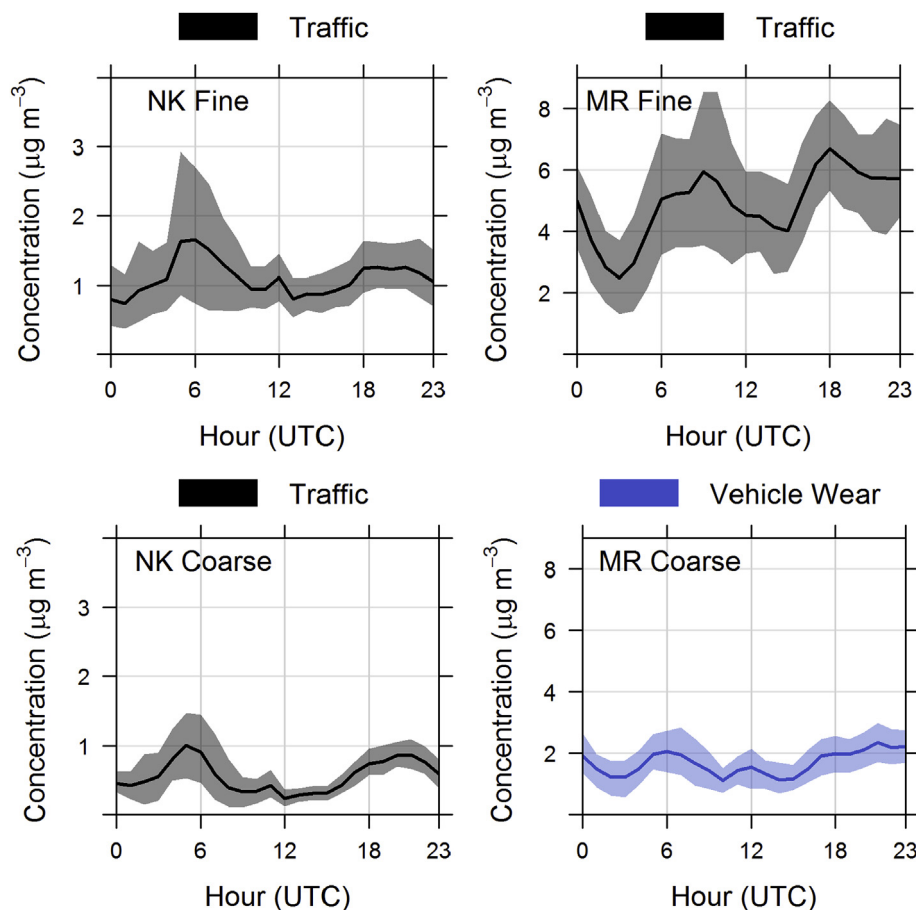 Traffic
NK Fine
Concentration (μg m⁻³)
3
2
1
0 6 12 18 23
Hour (UTC)
Traffic
MR Fine
Concentration (μg m⁻³)
8
6
4
2
0 6 12 18 23
Hour (UTC)
Traffic
NK Coarse
Concentration (μg m⁻³)
3
2
1
0 6 12 18 23
Hour (UTC)
Vehicle Wear
MR Coarse
Concentration (μg m⁻³)
8
6
4
2
0 6 12 18 23
Hour (UTC)